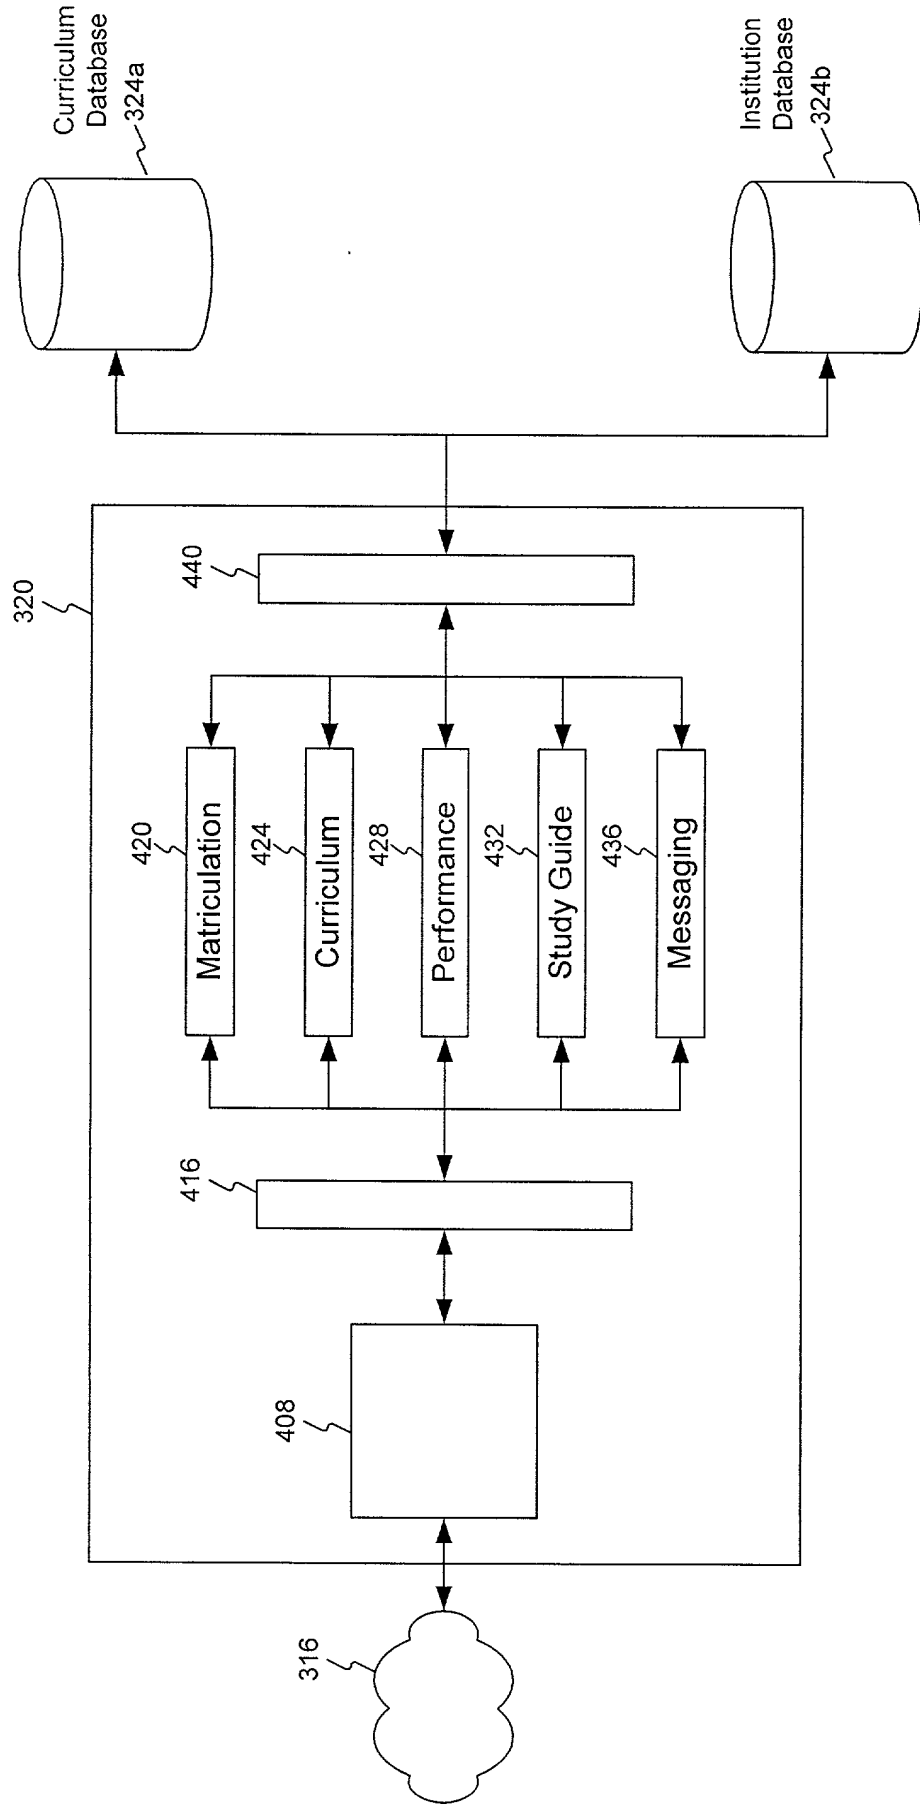 Curriculum
Database
324a
Institution
Database
324b
320
440
420
Matriculation
424
Curriculum
428
Performance
432
Study Guide
436
Messaging
416
408
316